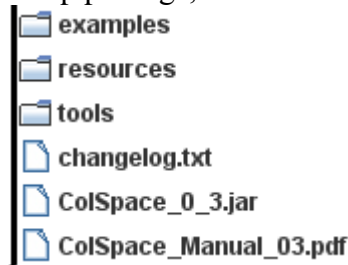 examples
resources
tools
changelog.txt
ColSpace_0_3.jar
ColSpace_Manual_03.pdf